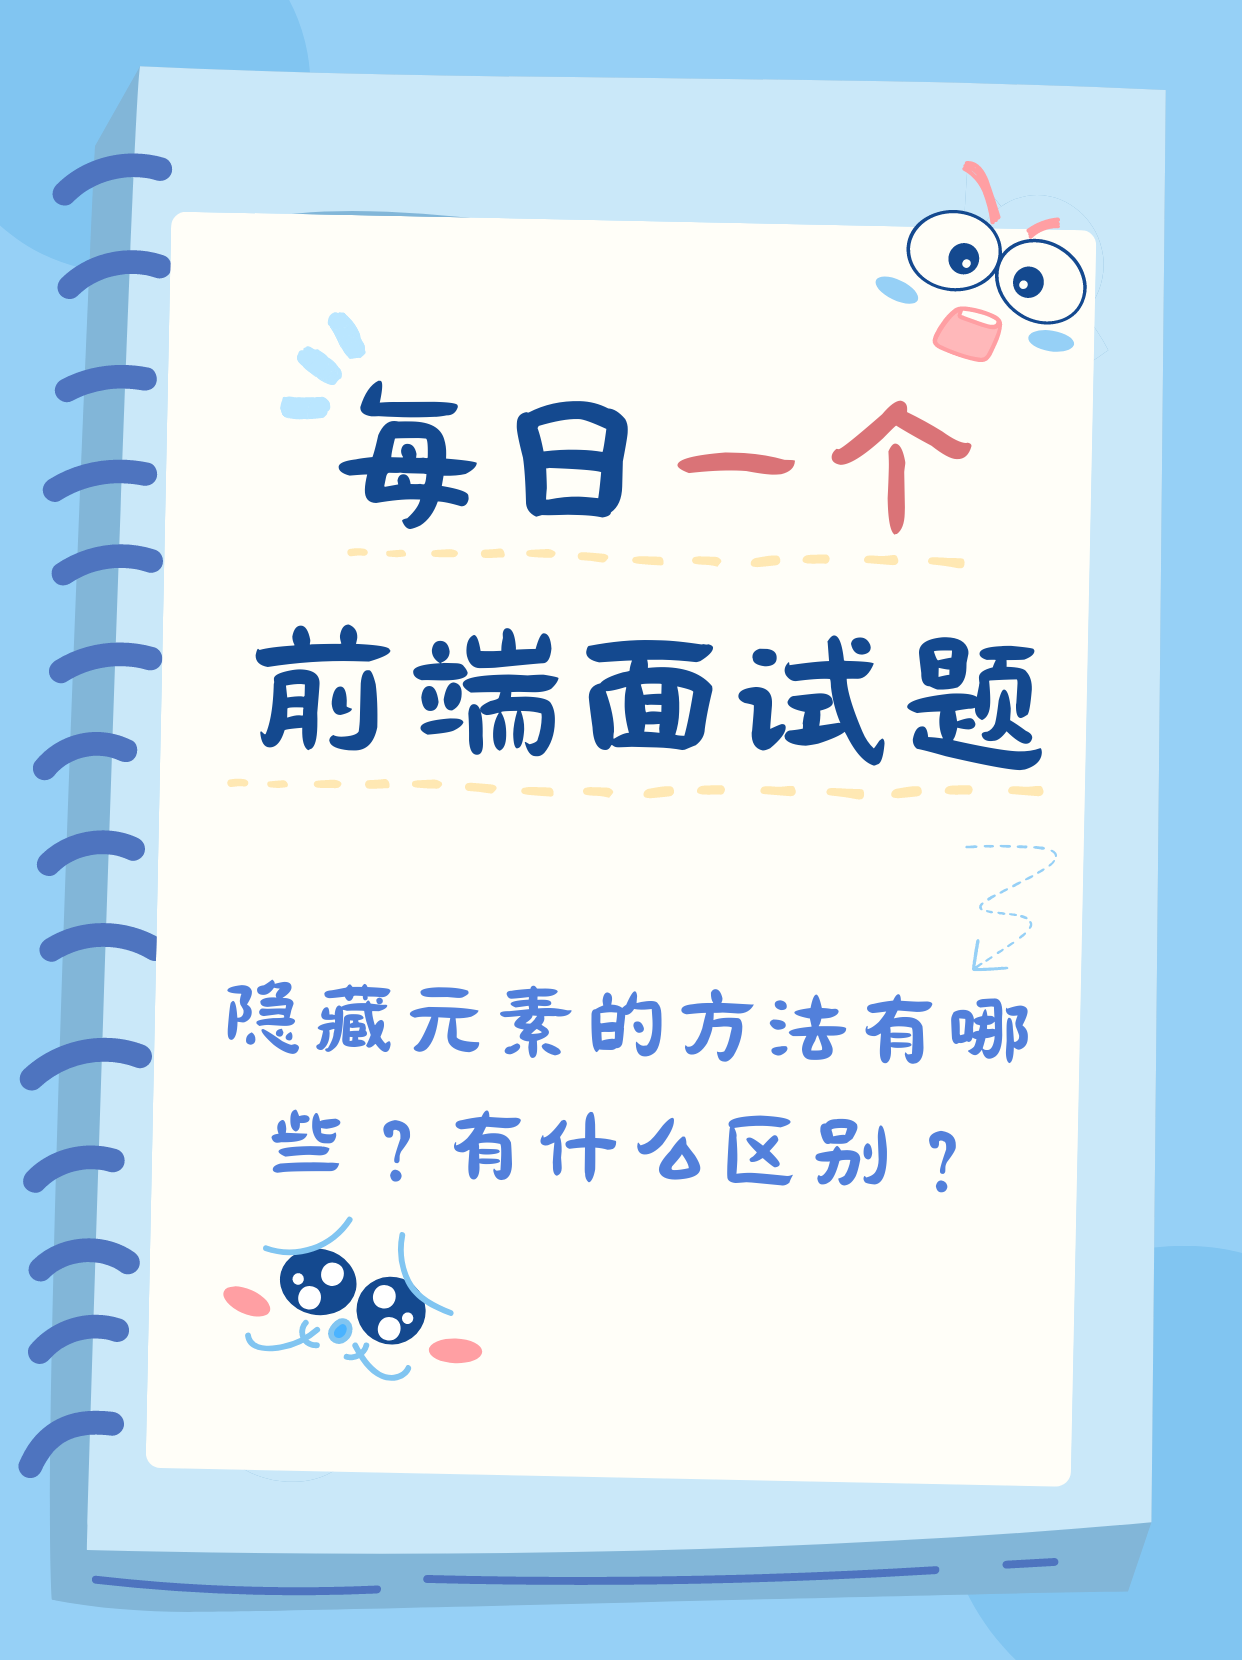 每日一个
前端面试题
隐藏元素的方法有哪
些？有什么区别？